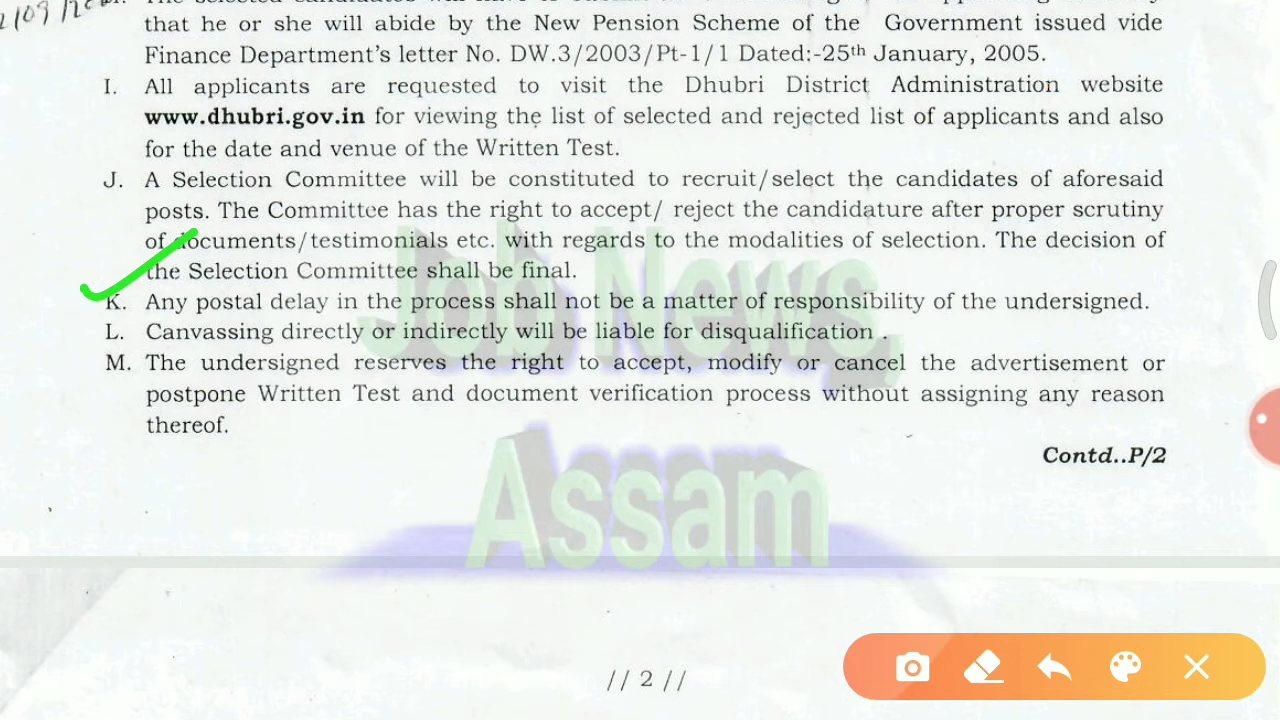 that he or she will abide by the New Pension Scheme of the Government issued vide
Finance Department's letter No. DW.3/2003/Pt-1/1 Dated:-25th January, 2005.
I. All applicants are requested to visit the Dhubri District Administration website
www.dhubri.gov.in for viewing the list of selected and rejected list of applicants and also
for the date and venue of the Written Test.
J. A Selection Committee will be constituted to recruit/select the candidates of aforesaid
posts. The Committee has the right to accept/ reject the candidature after proper scrutiny
of documents/testimonials etc. with regards to the modalities of selection. The decision of
the Selection Committee shall be final.
K. Any postal delay in the process shall not be a matter of responsibility of the undersigned.
L. Canvassing directly or indirectly will be liable for disqualification .
M. The undersigned reserves the right to accept, modify or cancel the advertisement or
postpone Written Test and document verification process without assigning any reason
thereof.
Contd..P/2
Job News,
Assam
// 2 //